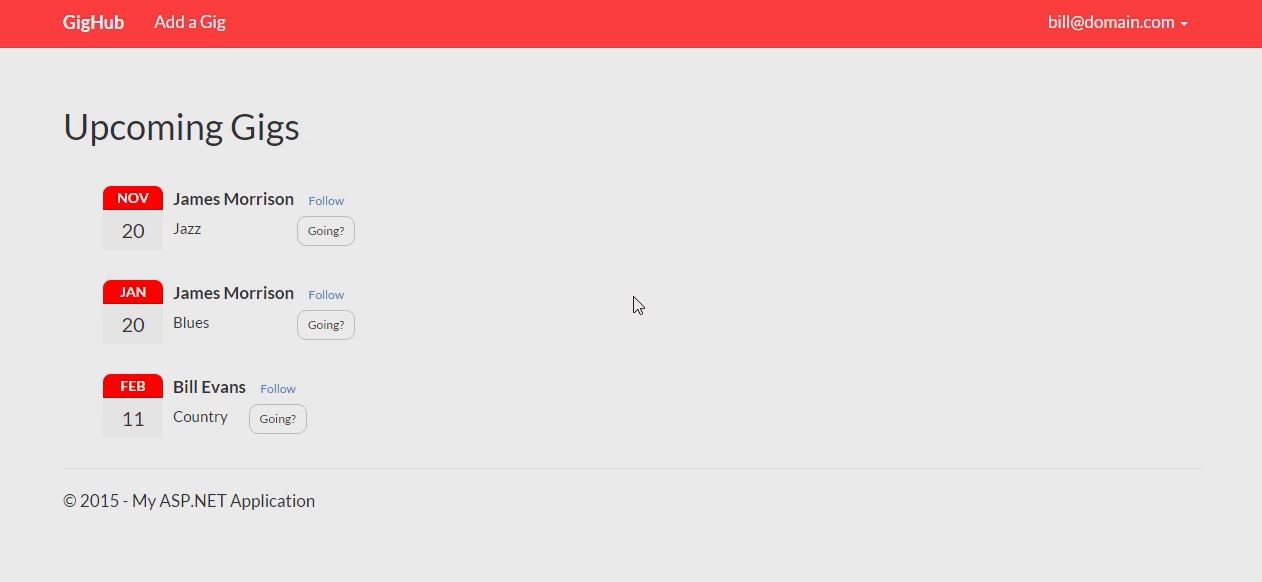 GigHub Add a Gig bill@domain.com
Upcoming Gigs
NOV James Morrison Follow
20 Jazz Going?
JAN James Morrison Follow
20 Blues Going?
FEB Bill Evans Follow
11 Country Going?
© 2015 - My ASP.NET Application